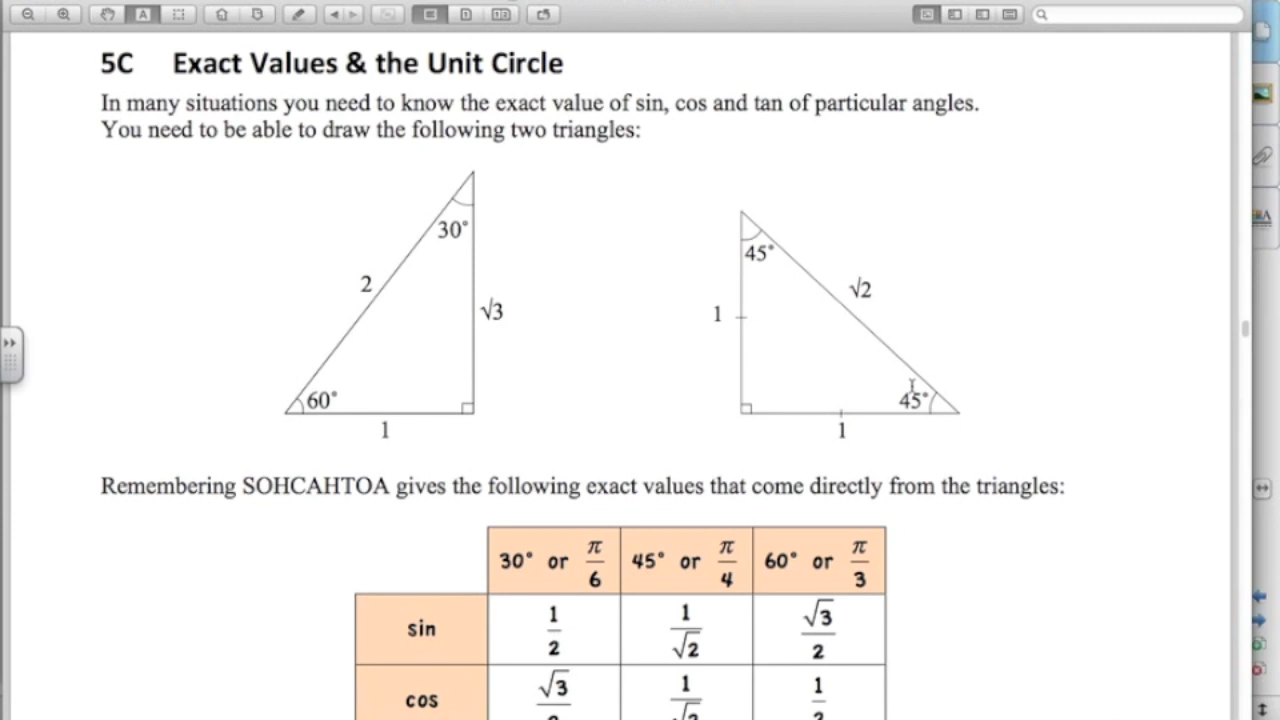 5C Exact Values & the Unit Circle
In many situations you need to know the exact value of sin, cos and tan of particular angles.
You need to be able to draw the following two triangles:
30°
2
√3
60°
1
45°
√2
1
45°
1
Remembering SOHCAHTOA gives the following exact values that come directly from the triangles:
30° or π/6 45° or π/4 60° or π/3
sin 1/2 1/√2 √3/2
cos √3/2 1/√2 1/2